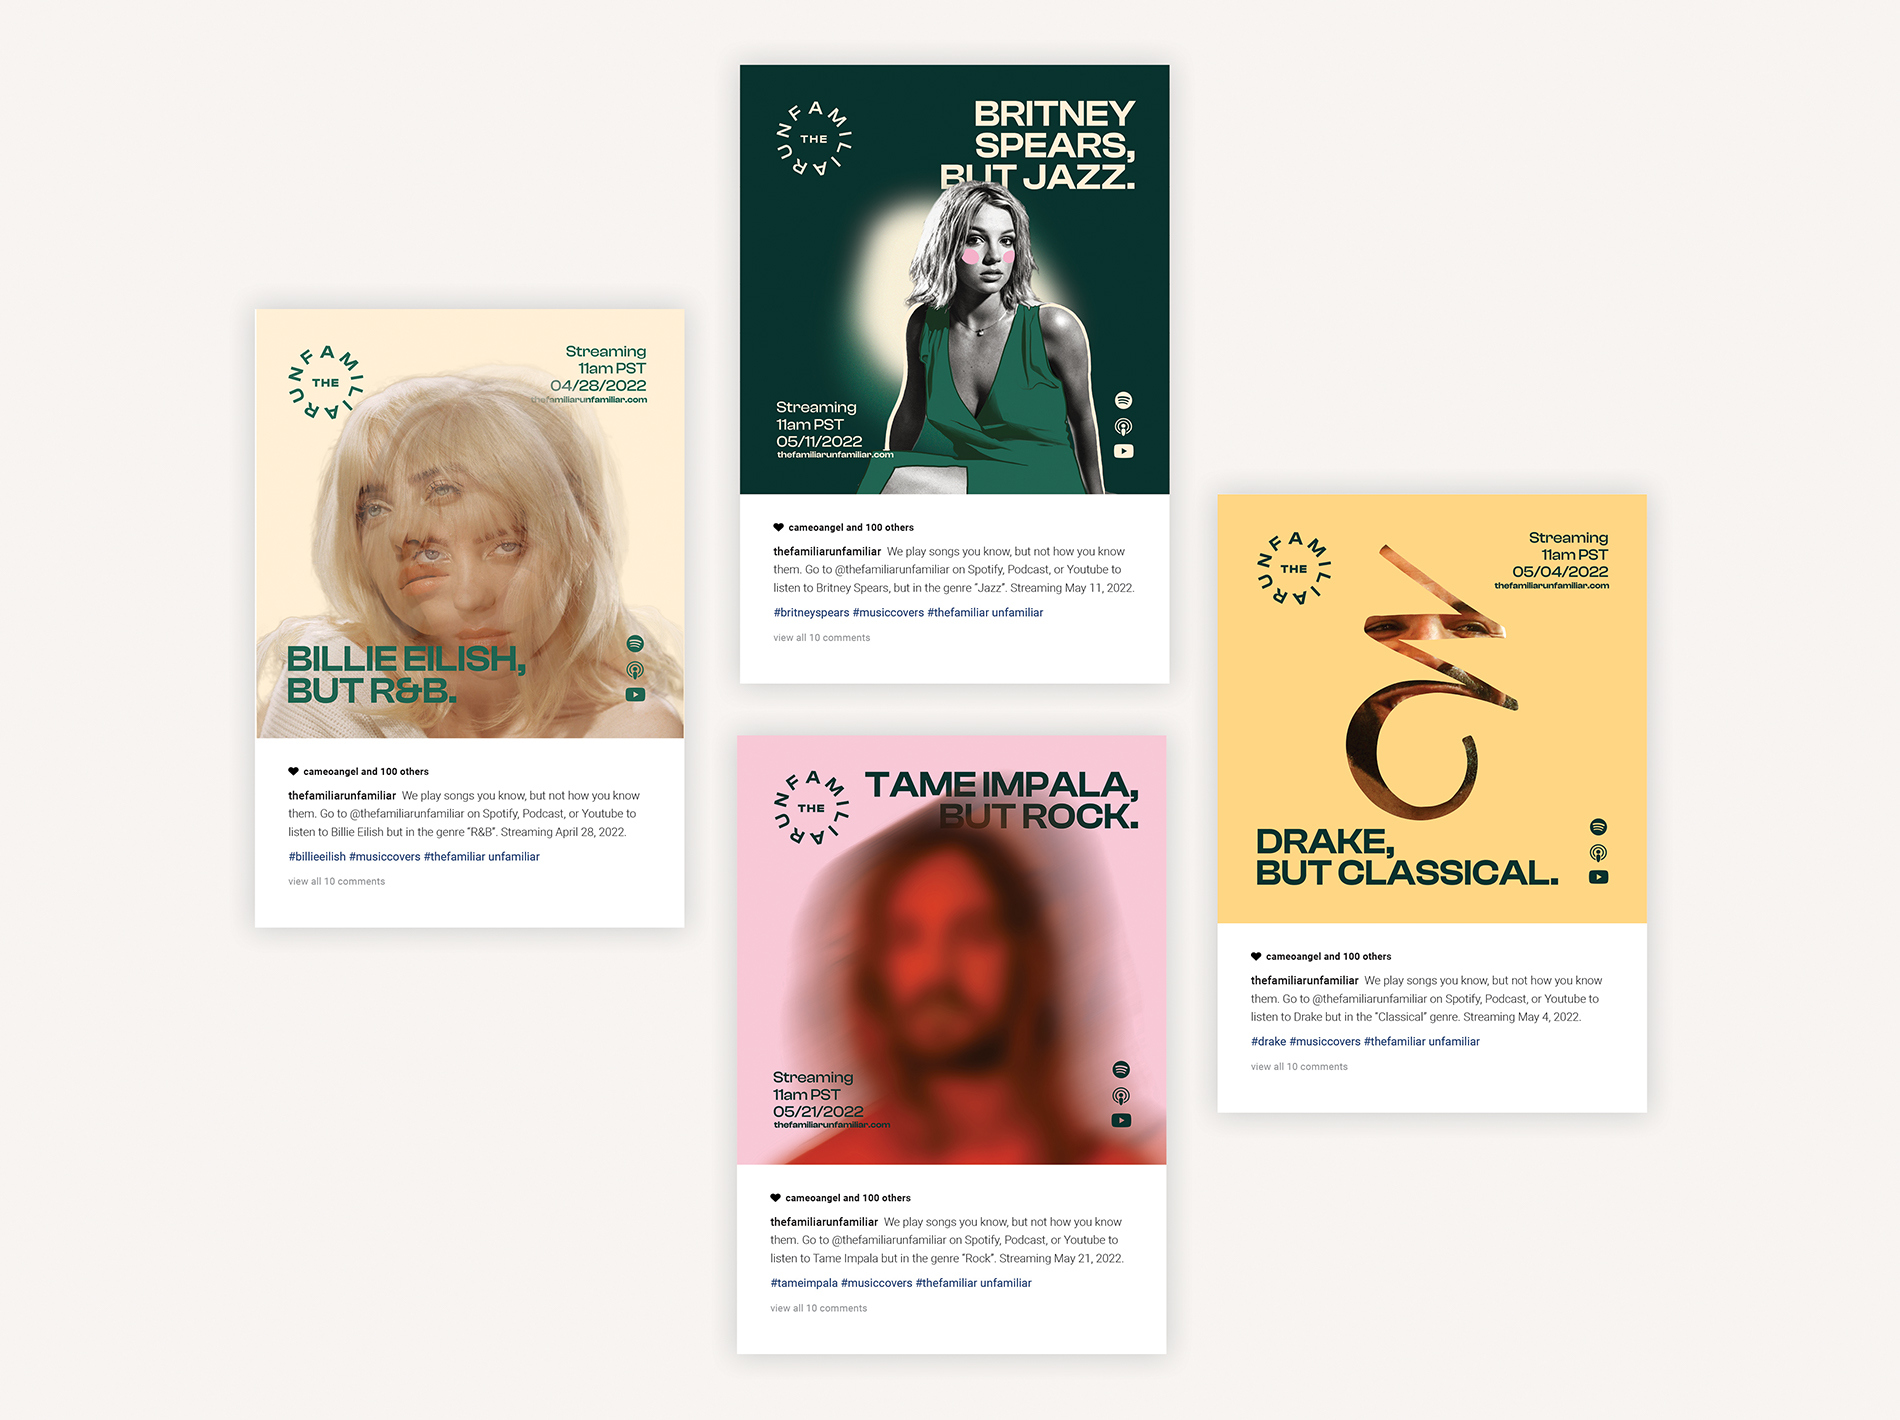 THE UNFAMILIAR
Streaming
11am PST
04/28/2022
thefamiliarunfamiliar.com
BILLIE EILISH,
BUT R&B.
cameoangel and 100 others
thefamiliarunfamiliar We play songs you know, but not how you know
them. Go to @thefamiliarunfamiliar on Spotify, Podcast, or Youtube to
listen to Billie Eilish but in the genre “R&B”. Streaming April 28, 2022.
#billieeilish #musiccovers #thefamiliar unfamiliar
view all 10 comments
THE UNFAMILIAR
BRITNEY
SPEARS,
BUT JAZZ.
Streaming
11am PST
05/11/2022
thefamiliarunfamiliar.com
cameoangel and 100 others
thefamiliarunfamiliar We play songs you know, but not how you know
them. Go to @thefamiliarunfamiliar on Spotify, Podcast, or Youtube to
listen to Britney Spears, but in the genre “Jazz”. Streaming May 11, 2022.
#britneyspears #musiccovers #thefamiliar unfamiliar
view all 10 comments
THE UNFAMILIAR
TAME IMPALA,
BUT ROCK.
Streaming
11am PST
05/21/2022
thefamiliarunfamiliar.com
cameoangel and 100 others
thefamiliarunfamiliar We play songs you know, but not how you know
them. Go to @thefamiliarunfamiliar on Spotify, Podcast, or Youtube to
listen to Tame Impala but in the genre “Rock”. Streaming May 21, 2022.
#tameimpala #musiccovers #thefamiliar unfamiliar
view all 10 comments
THE UNFAMILIAR
Streaming
11am PST
05/04/2022
thefamiliarunfamiliar.com
DRAKE,
BUT CLASSICAL.
cameoangel and 100 others
thefamiliarunfamiliar We play songs you know, but not how you know
them. Go to @thefamiliarunfamiliar on Spotify, Podcast, or Youtube to
listen to Drake but in the “Classical” genre. Streaming May 4, 2022.
#drake #musiccovers #thefamiliar unfamiliar
view all 10 comments